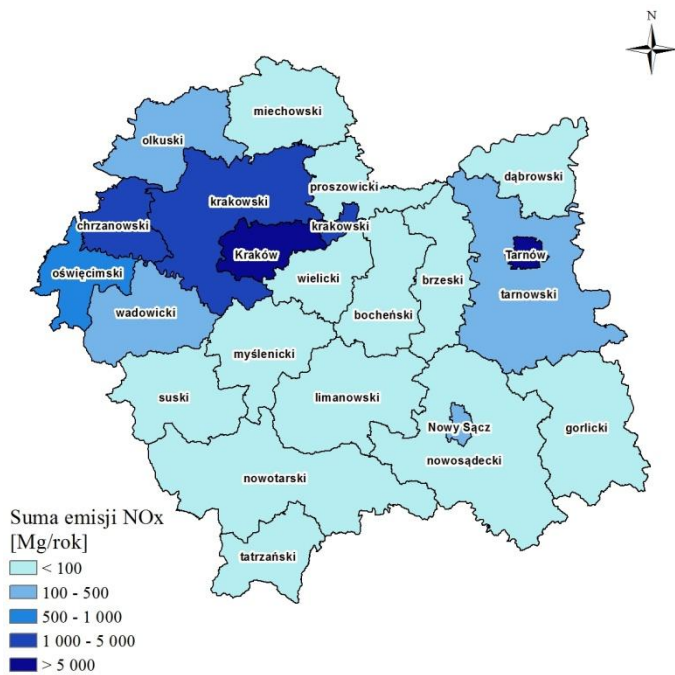 N
miechowski
olkuski
dąbrowski
proszowicki
krakowski
chrzanowski
krakowski
Kraków
Tarnów
oświęcimski
wielicki
brzeski
tarnowski
wadowicki
bocheński
myślenicki
suski
limanowski
Nowy Sącz
gorlicki
nowosądecki
nowotarski
tatrzański
Suma emisji NOx
[Mg/rok]
< 100
100 - 500
500 - 1 000
1 000 - 5 000
> 5 000